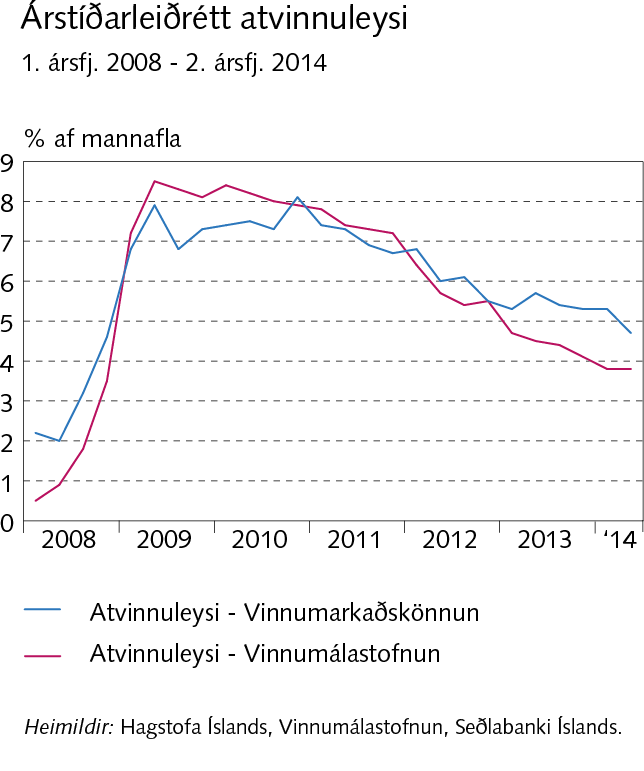 Árstíðarleiðrétt atvinnuleysi
1. ársfj. 2008 - 2. ársfj. 2014
% af mannafla
9
8
7
6
5
4
3
2
1
0
2008 2009 2010 2011 2012 2013 ‘14
Atvinnuleysi - Vinnumarkaðskönnun
Atvinnuleysi - Vinnumálastofnun
Heimildir: Hagstofa Íslands, Vinnumálastofnun, Seðlabanki Íslands.